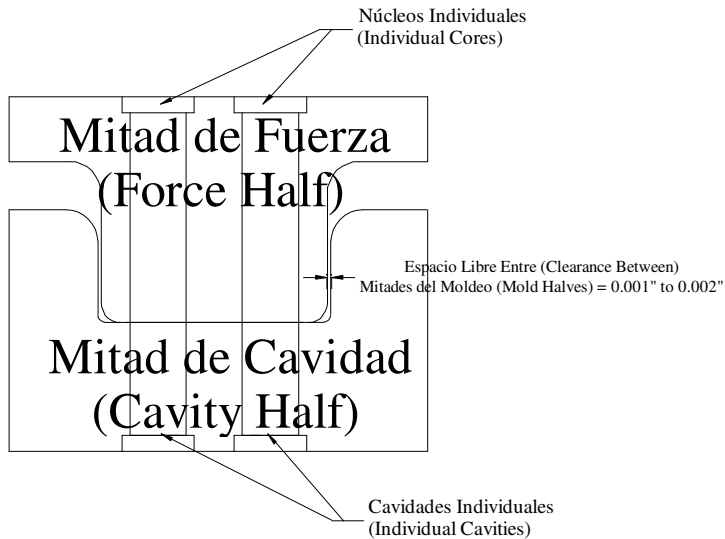 Núcleos Individuales
(Individual Cores)
Mitad de Fuerza
(Force Half)
Espacio Libre Entre (Clearance Between)
Mitades del Moldeo (Mold Halves) = 0.001" to 0.002"
Mitad de Cavidad
(Cavity Half)
Cavidades Individuales
(Individual Cavities)